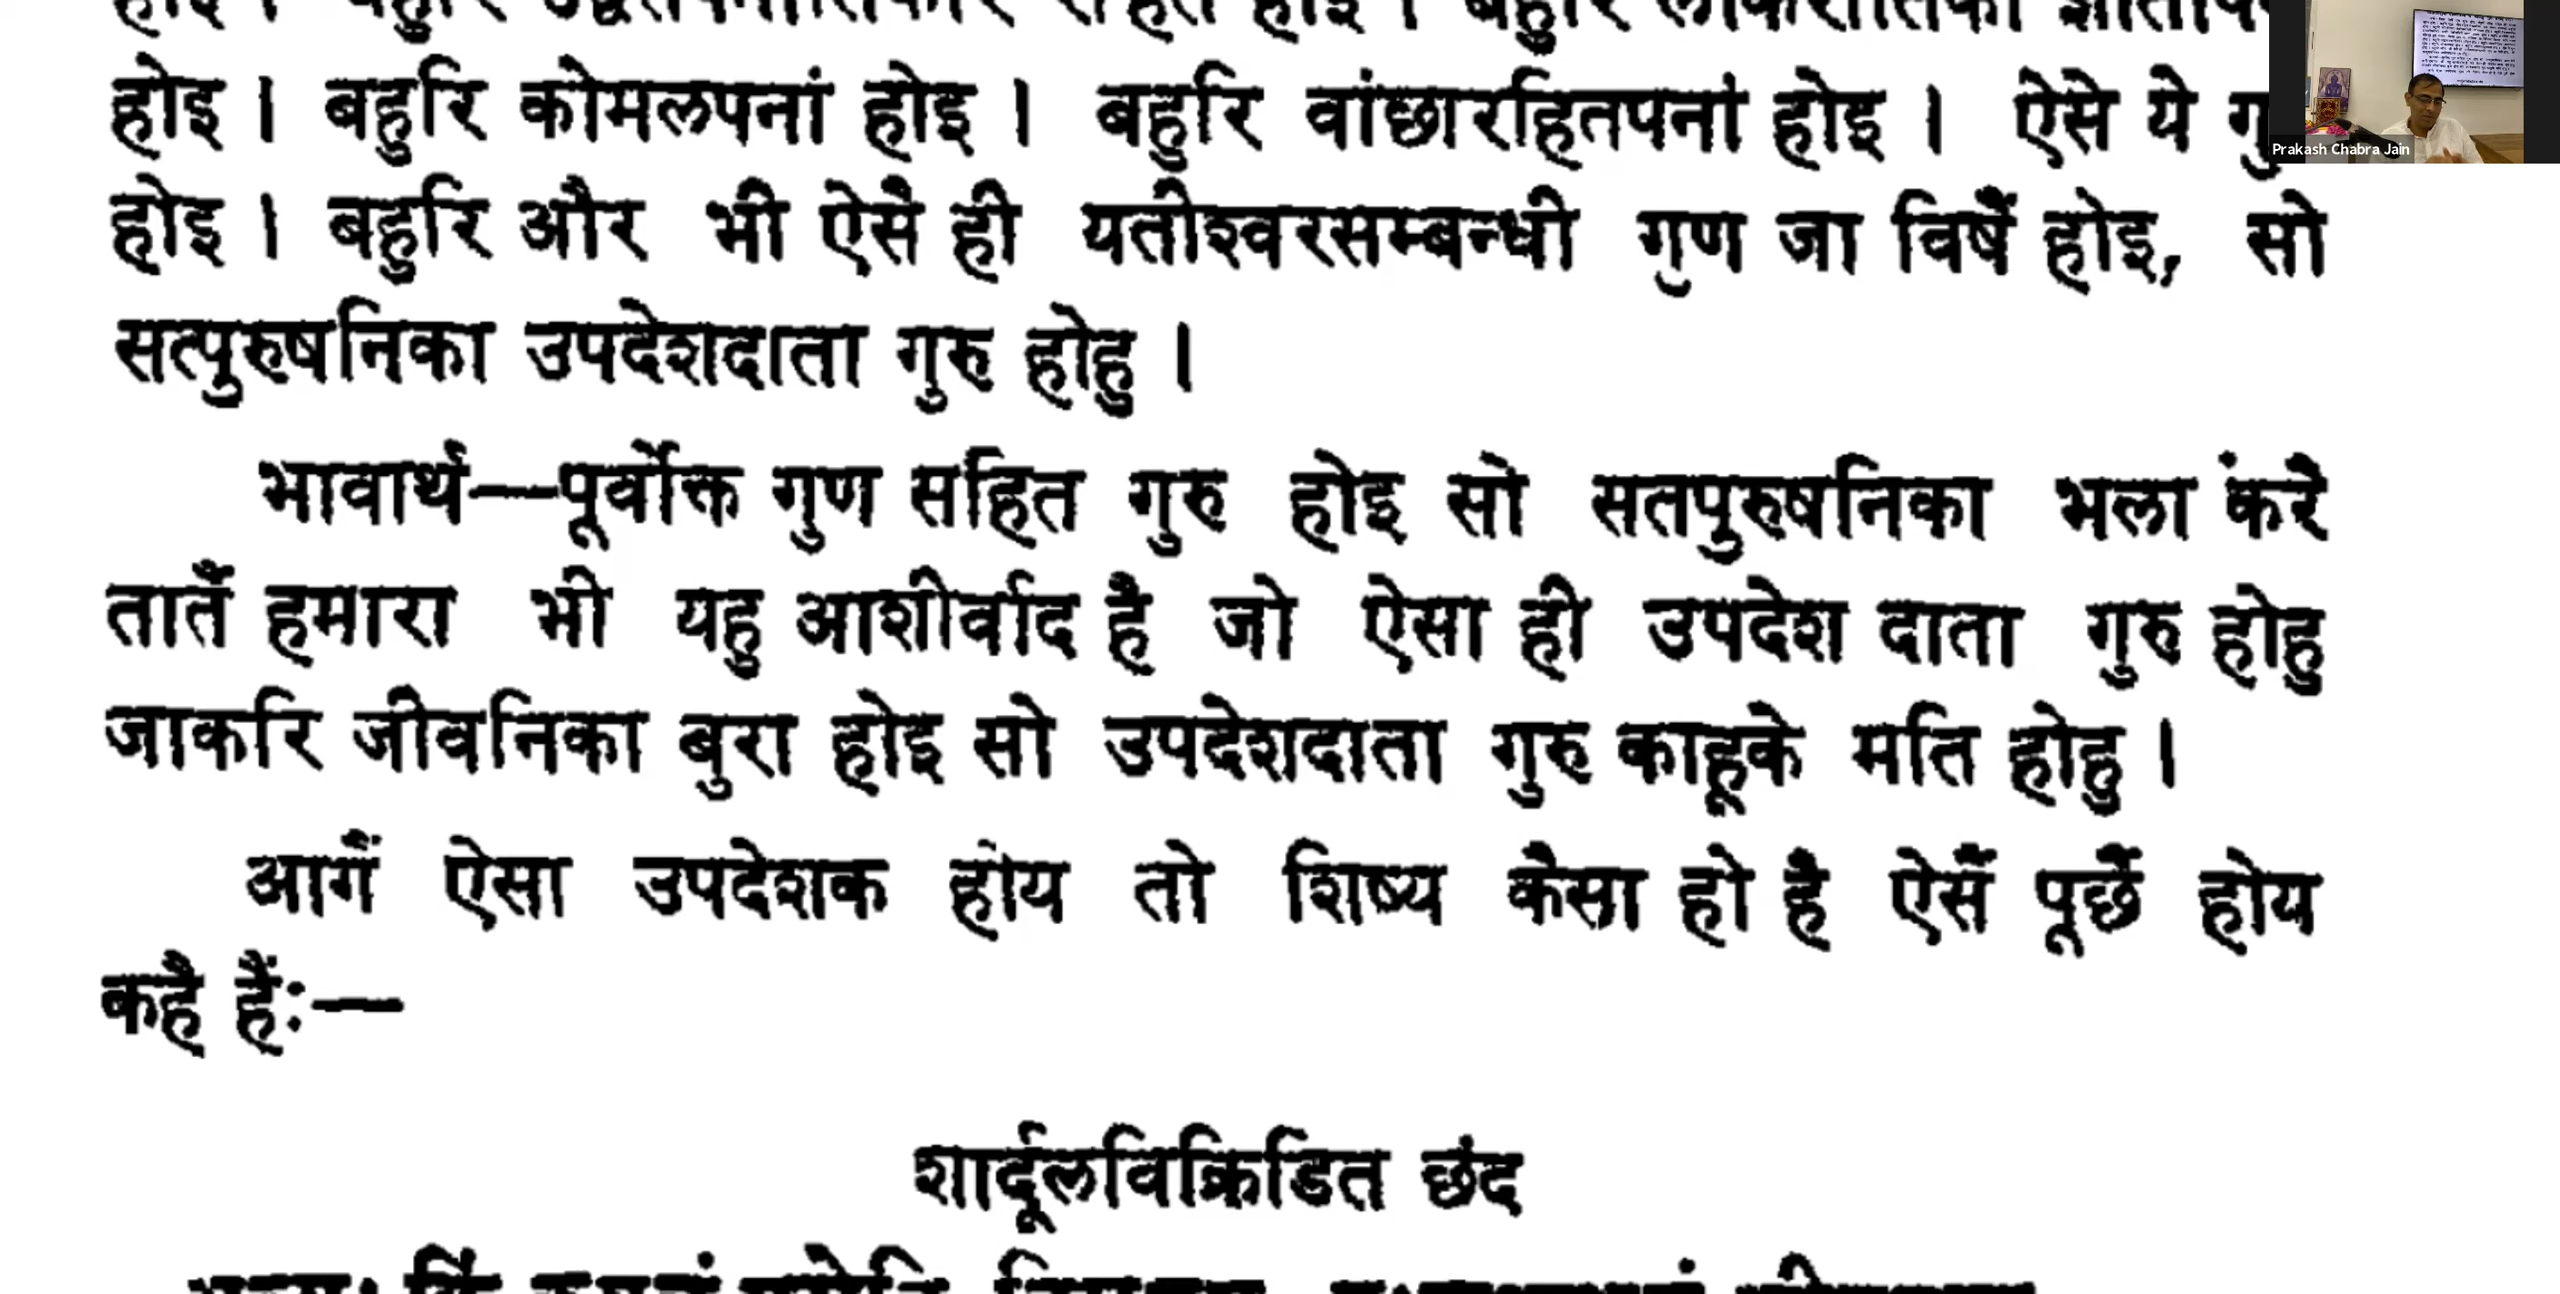 होइ । बहुरि कोमलपनां होइ । बहुरि वांछारहितपनां होइ । ऐसे ये
Prakash Chabra Jain
होइ । बहुरि और भी ऐसैं ही यतीश्वरसम्बन्धी गुण जा विषैं होइ, सो
सत्पुरुषनिका उपदेशदाता गुरु होहु ।
भावार्थ—पूर्वोक्त गुण सहित गुरु होइ सो सतपुरुषनिका भला करै
तातैं हमारा भी यहु आशीर्वाद है जो ऐसा ही उपदेश दाता गुरु होहु
जाकरि जीवनिका बुरा होइ सो उपदेशदाता गुरु काहूके मति होहु ।
आगैं ऐसा उपदेशक होय तो शिष्य कैसा हो है ऐसैं पूछैं होय
कहै हैं:—
शार्दूलविक्रिडित छंद